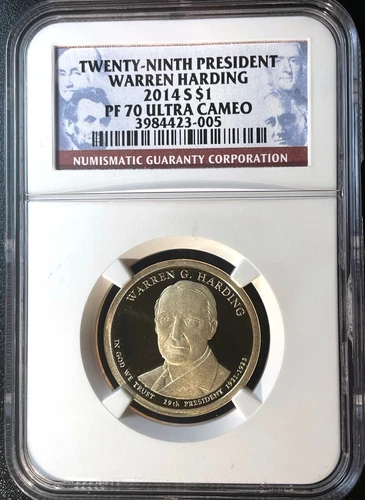 TWENTY-NINTH PRESIDENT
WARREN HARDING
2014 S $1
PF 70 ULTRA CAMEO
3984423-005
NUMISMATIC GUARANTY CORPORATION
WARREN G. HARDING
IN GOD WE TRUST
29th PRESIDENT 1921-1923